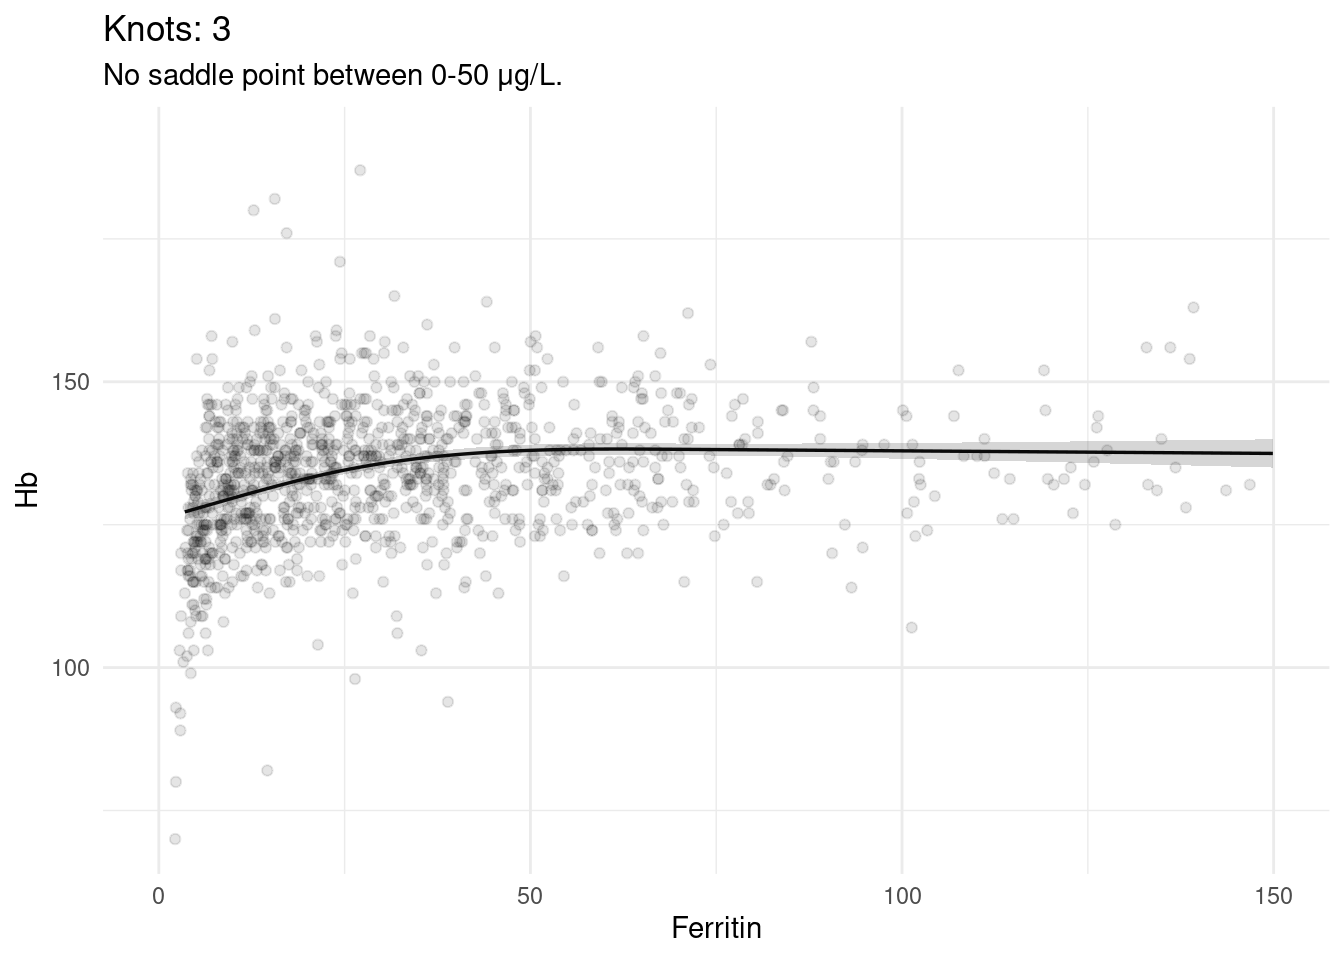 Knots: 3
No saddle point between 0-50 µg/L.
150
100
Hb
0 50 100 150
Ferritin